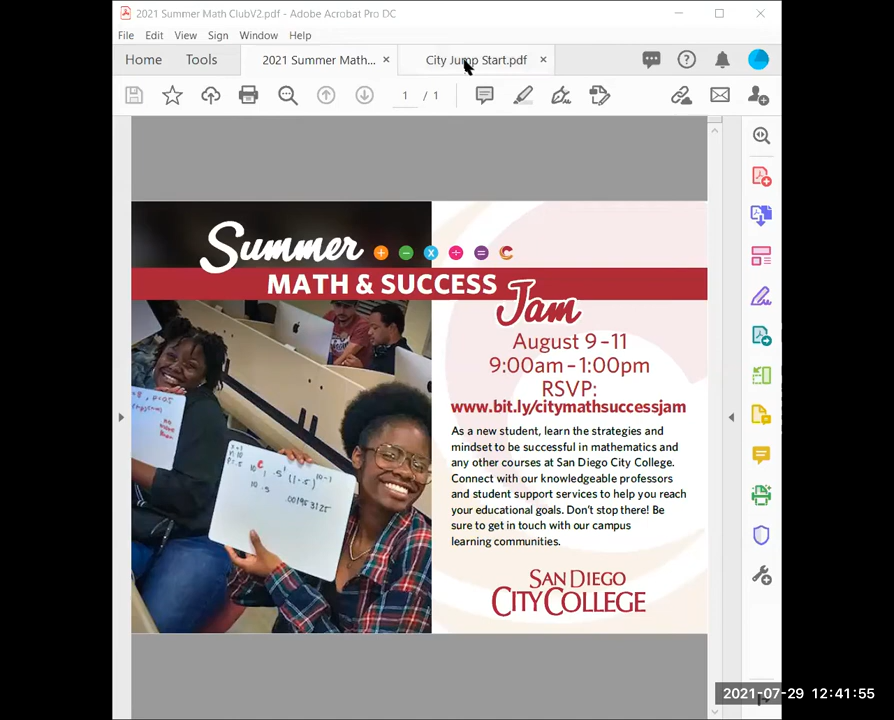 2021 Summer Math ClubV2.pdf - Adobe Acrobat Pro DC
File Edit View Sign Window Help
Home Tools 2021 Summer Math... × City Jump Start.pdf ×
1 / 1
Summer + − x ÷ = C
MATH & SUCCESS
Jam
August 9-11
9:00am-1:00pm
RSVP:
www.bit.ly/citymathsuccessjam
As a new student, learn the strategies and
mindset to be successful in mathematics and
any other courses at San Diego City College.
Connect with our knowledgeable professors
and student support services to help you reach
your educational goals. Don't stop there! Be
sure to get in touch with our campus
learning communities.
SAN DIEGO
CITY COLLEGE
.001953125
2021-07-29 12:41:55